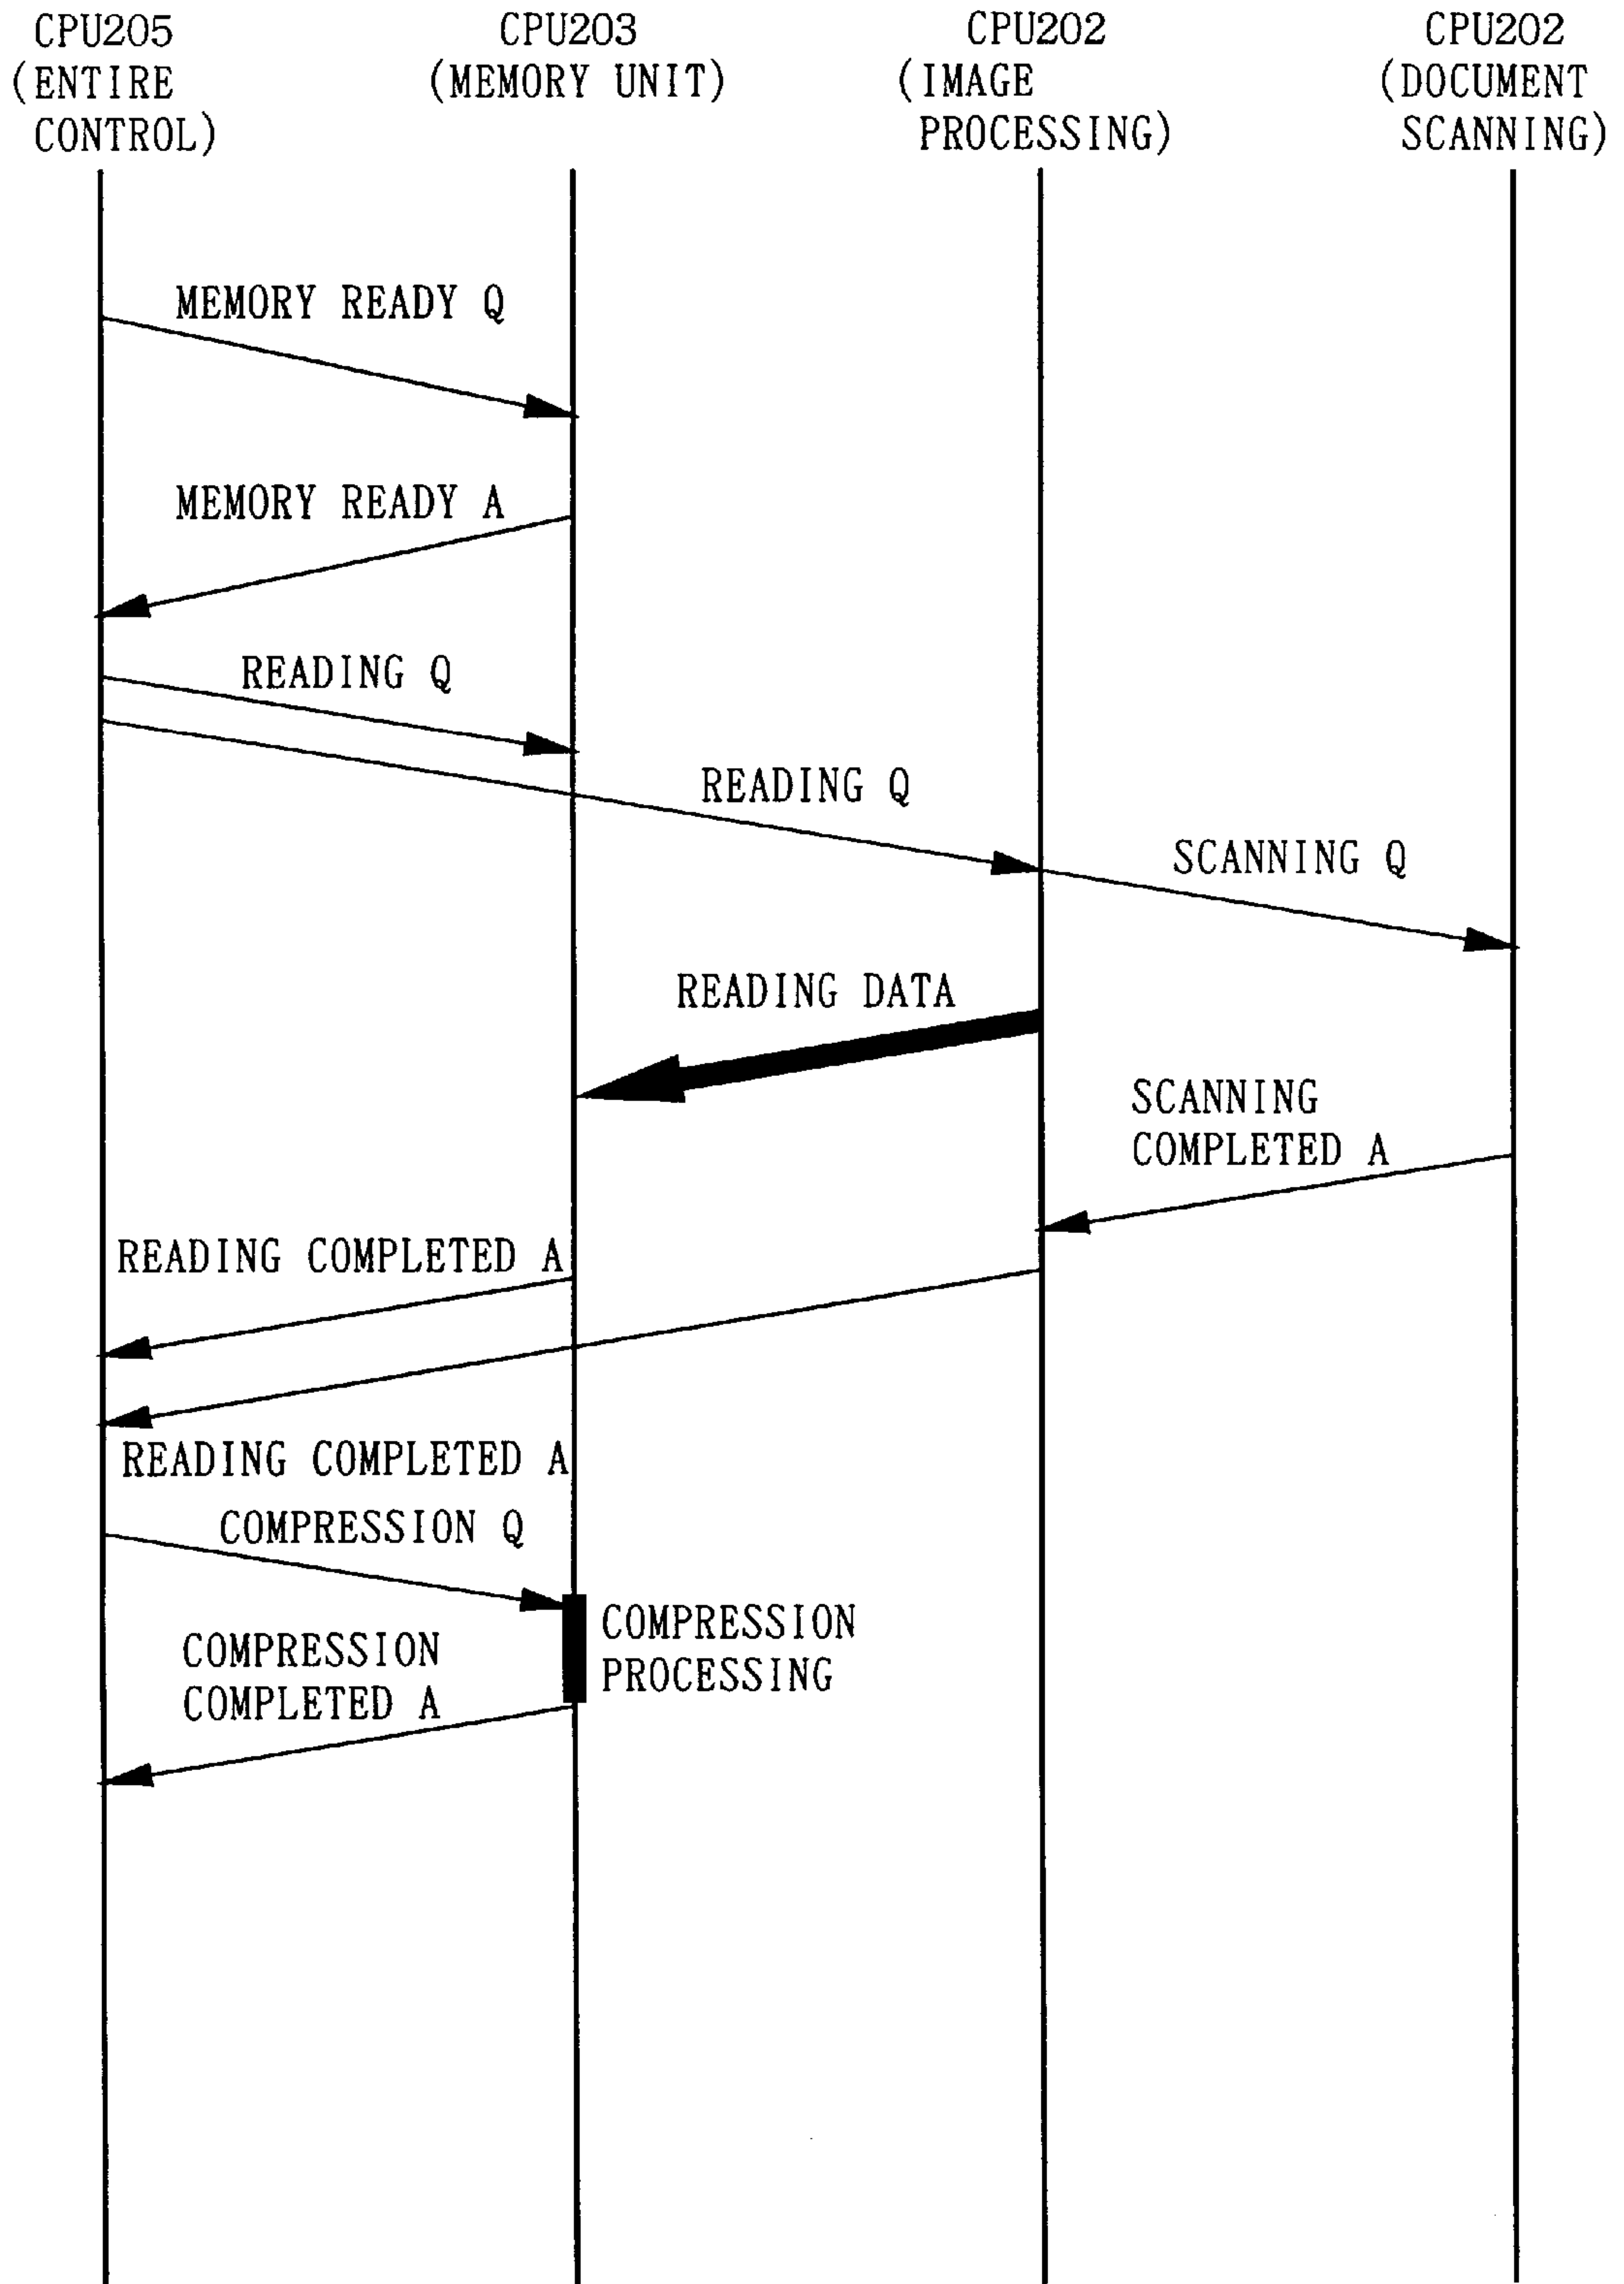 CPU205
(ENTIRE
CONTROL)
CPU203
(MEMORY UNIT)
CPU202
(IMAGE
PROCESSING)
CPU202
(DOCUMENT
SCANNING)
MEMORY READY Q
MEMORY READY A
READING Q
READING Q
SCANNING Q
READING DATA
SCANNING
COMPLETED A
READING COMPLETED A
READING COMPLETED A
COMPRESSION Q
COMPRESSION
PROCESSING
COMPRESSION
COMPLETED A